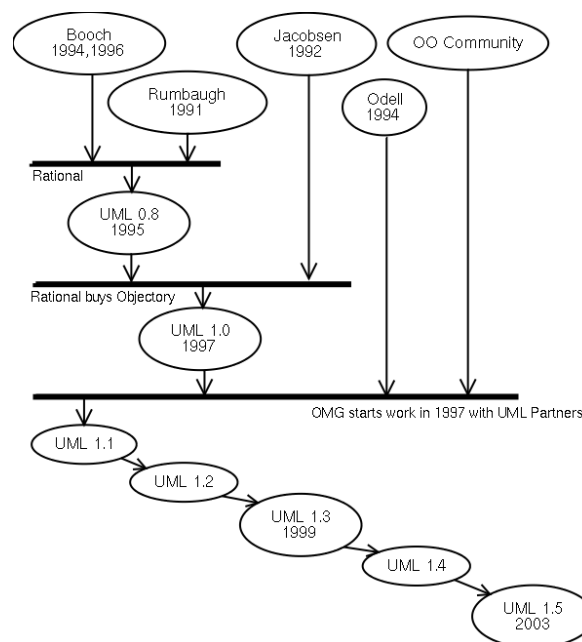 Booch
1994,1996
Jacobsen
1992
OO Community
Rumbaugh
1991
Odell
1994
Rational
UML 0.8
1995
Rational buys Objectory
UML 1.0
1997
OMG starts work in 1997 with UML Partners
UML 1.1
UML 1.2
UML 1.3
1999
UML 1.4
UML 1.5
2003